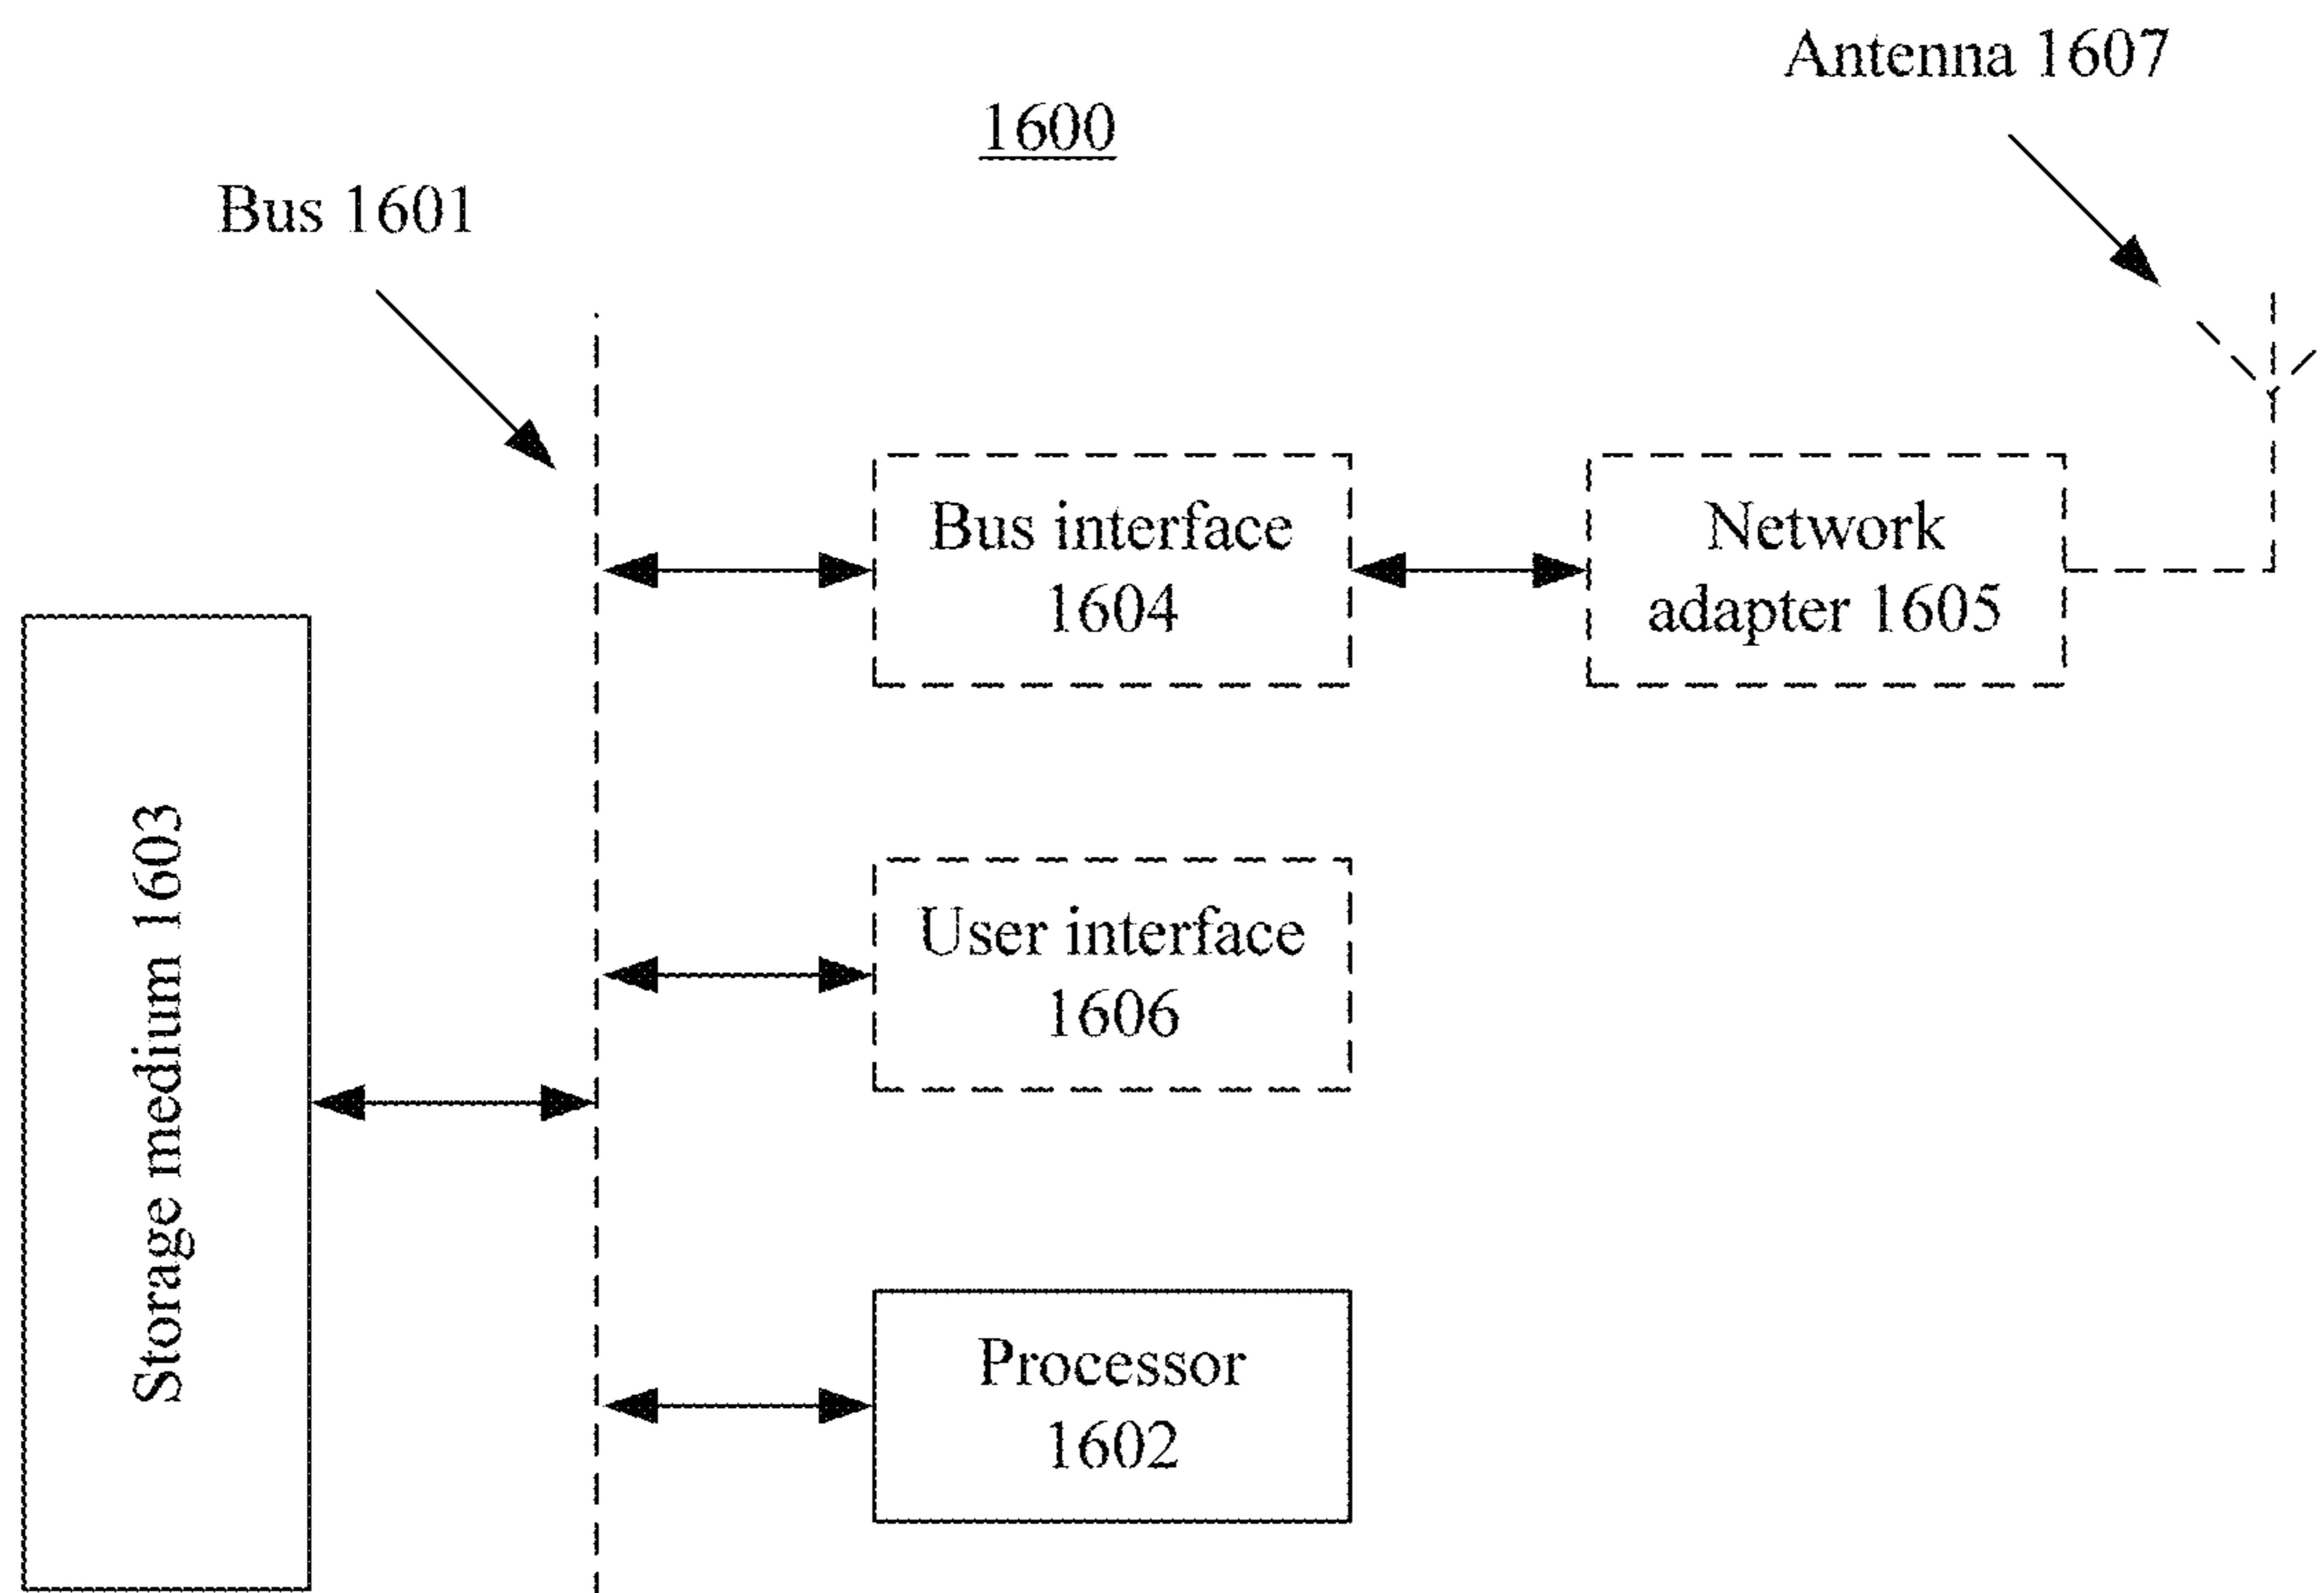 Antenna 1607
1600
Bus 1601
Bus interface
1604
Network
adapter 1605
Storage medium 1603
User interface
1606
Processor
1602